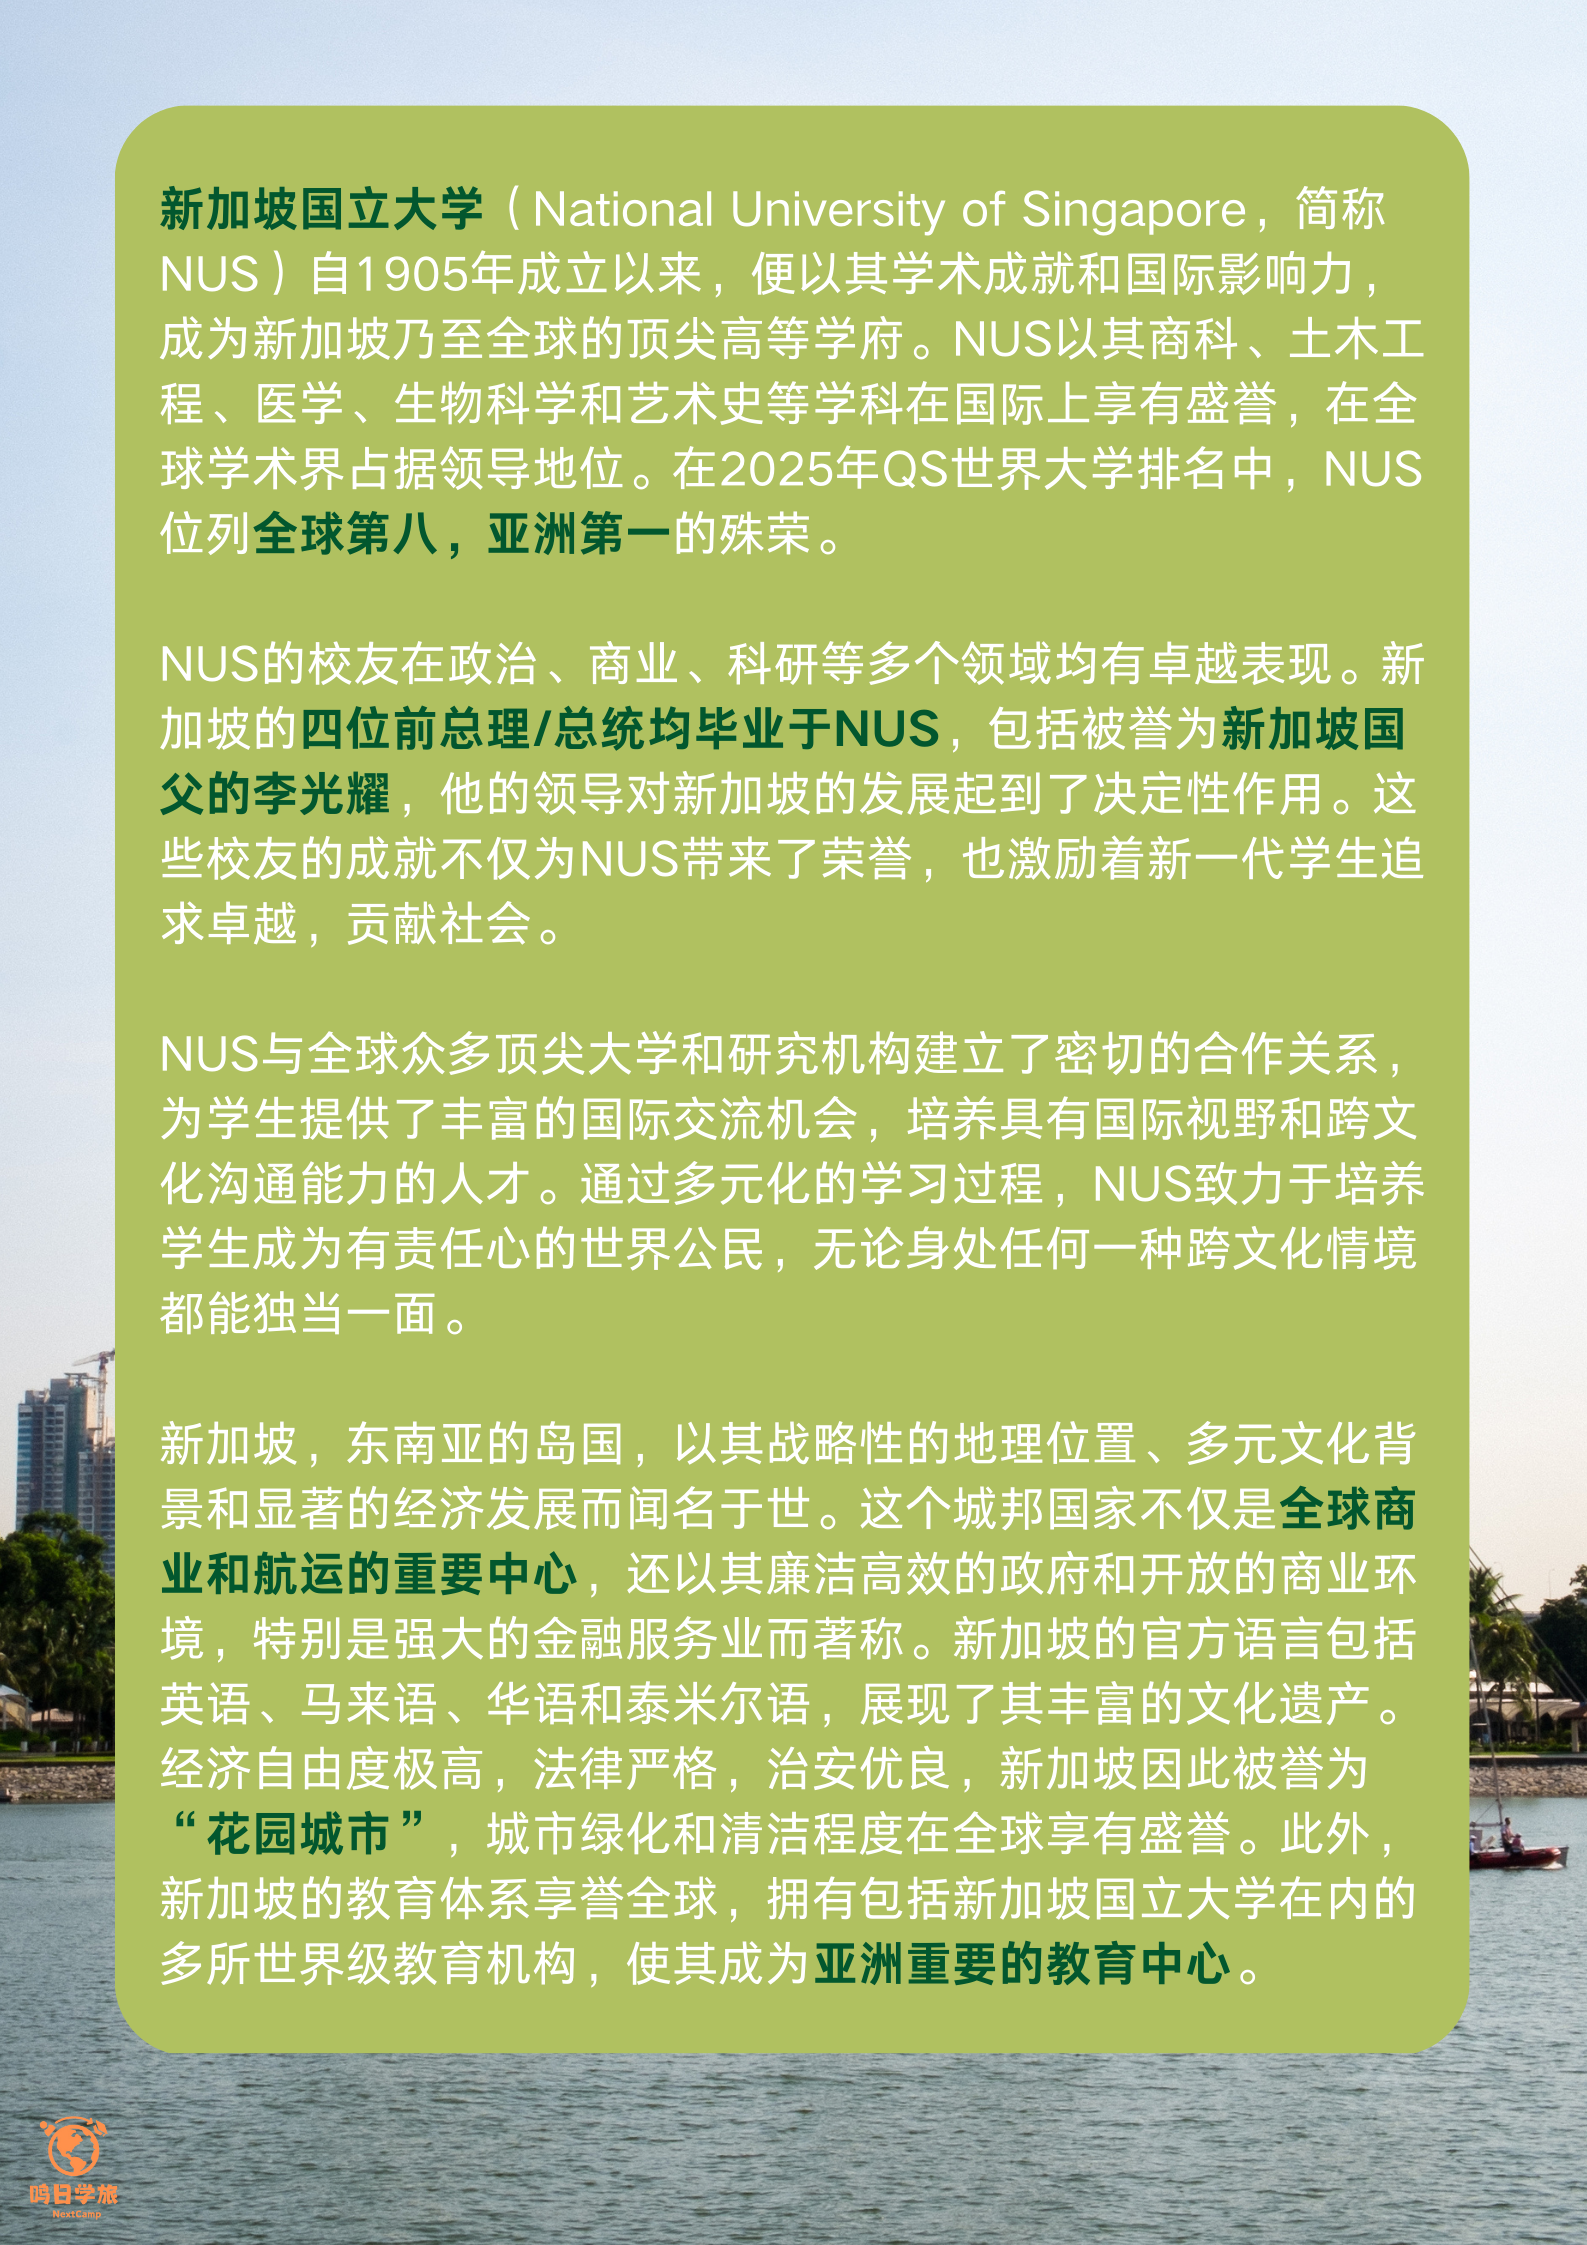 新加坡国立大学（National University of Singapore，简称
NUS）自1905年成立以来，便以其学术成就和国际影响力，
成为新加坡乃至全球的顶尖高等学府。NUS以其商科、土木工
程、医学、生物科学和艺术史等学科在国际上享有盛誉，在全
球学术界占据领导地位。在2025年QS世界大学排名中，NUS
位列全球第八，亚洲第一的殊荣。
NUS的校友在政治、商业、科研等多个领域均有卓越表现。新
加坡的四位前总理/总统均毕业于NUS，包括被誉为新加坡国
父的李光耀，他的领导对新加坡的发展起到了决定性作用。这
些校友的成就不仅为NUS带来了荣誉，也激励着新一代学生追
求卓越，贡献社会。
NUS与全球众多顶尖大学和研究机构建立了密切的合作关系，
为学生提供了丰富的国际交流机会，培养具有国际视野和跨文
化沟通能力的人才。通过多元化的学习过程，NUS致力于培养
学生成为有责任心的世界公民，无论身处任何一种跨文化情境
都能独当一面。
新加坡，东南亚的岛国，以其战略性的地理位置、多元文化背
景和显著的经济发展而闻名于世。这个城邦国家不仅是全球商
业和航运的重要中心，还以其廉洁高效的政府和开放的商业环
境，特别是强大的金融服务业而著称。新加坡的官方语言包括
英语、马来语、华语和泰米尔语，展现了其丰富的文化遗产。
经济自由度极高，法律严格，治安优良，新加坡因此被誉为
“花园城市”，城市绿化和清洁程度在全球享有盛誉。此外，
新加坡的教育体系享誉全球，拥有包括新加坡国立大学在内的
多所世界级教育机构，使其成为亚洲重要的教育中心。
鸣日学旅
NextCamp